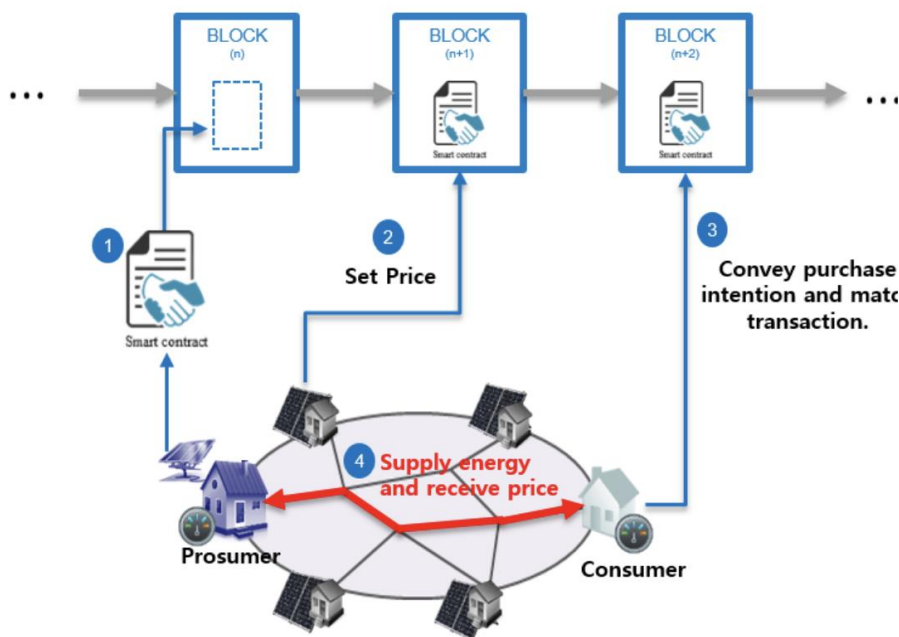 BLOCK
(n)
BLOCK
(n+1)
BLOCK
(n+2)
...
...
Smart contract
Smart contract
1
2
3
Set Price
Convey purchase
intention and matc
transaction.
Smart contract
4
Supply energy
and receive price
Prosumer
Consumer